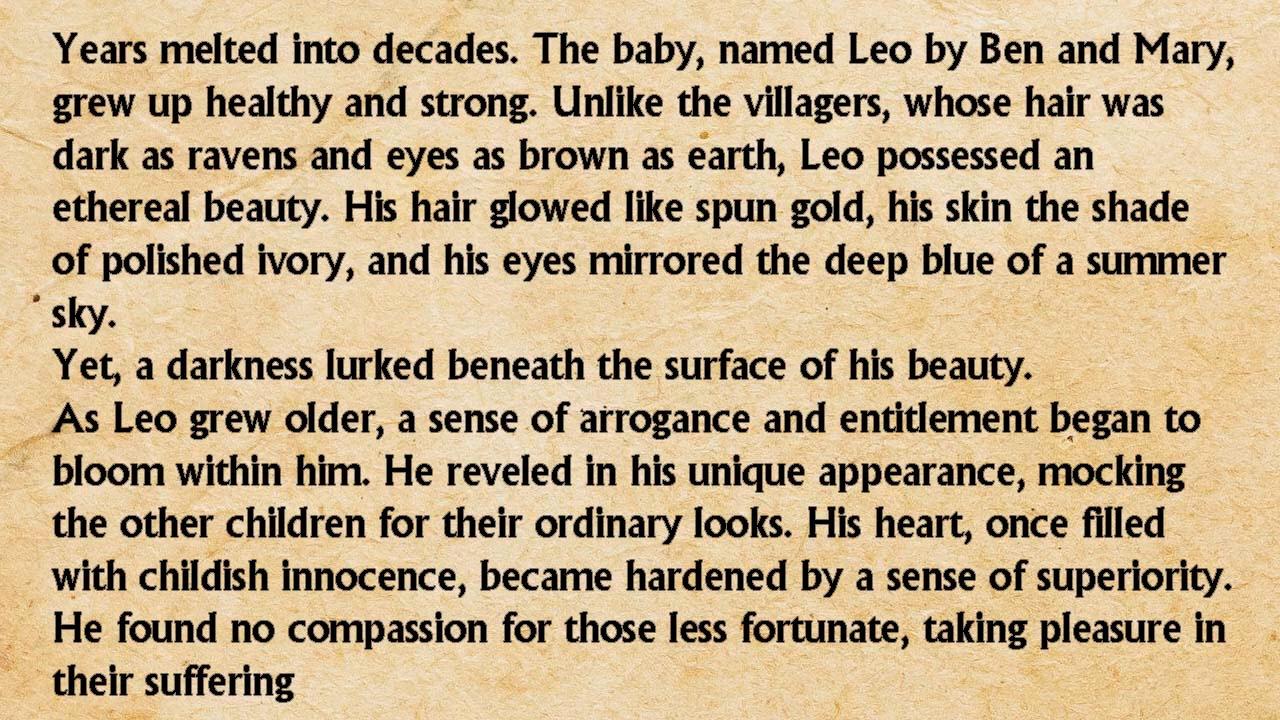 Years melted into decades. The baby, named Leo by Ben and Mary,
grew up healthy and strong. Unlike the villagers, whose hair was
dark as ravens and eyes as brown as earth, Leo possessed an
ethereal beauty. His hair glowed like spun gold, his skin the shade
of polished ivory, and his eyes mirrored the deep blue of a summer
sky.
Yet, a darkness lurked beneath the surface of his beauty.
As Leo grew older, a sense of arrogance and entitlement began to
bloom within him. He reveled in his unique appearance, mocking
the other children for their ordinary looks. His heart, once filled
with childish innocence, became hardened by a sense of superiority.
He found no compassion for those less fortunate, taking pleasure in
their suffering